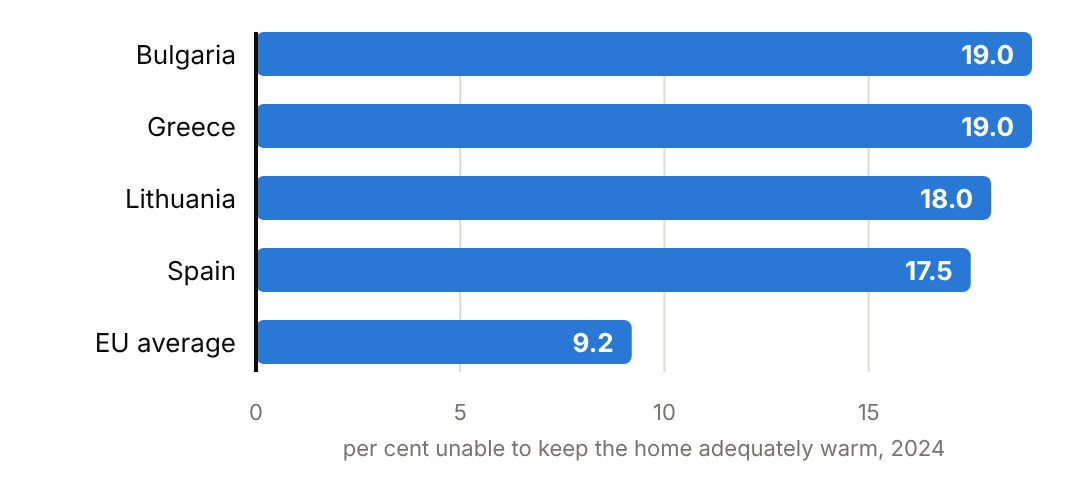 Bulgaria 19.0
Greece 19.0
Lithuania 18.0
Spain 17.5
EU average 9.2
0 5 10 15
per cent unable to keep the home adequately warm, 2024